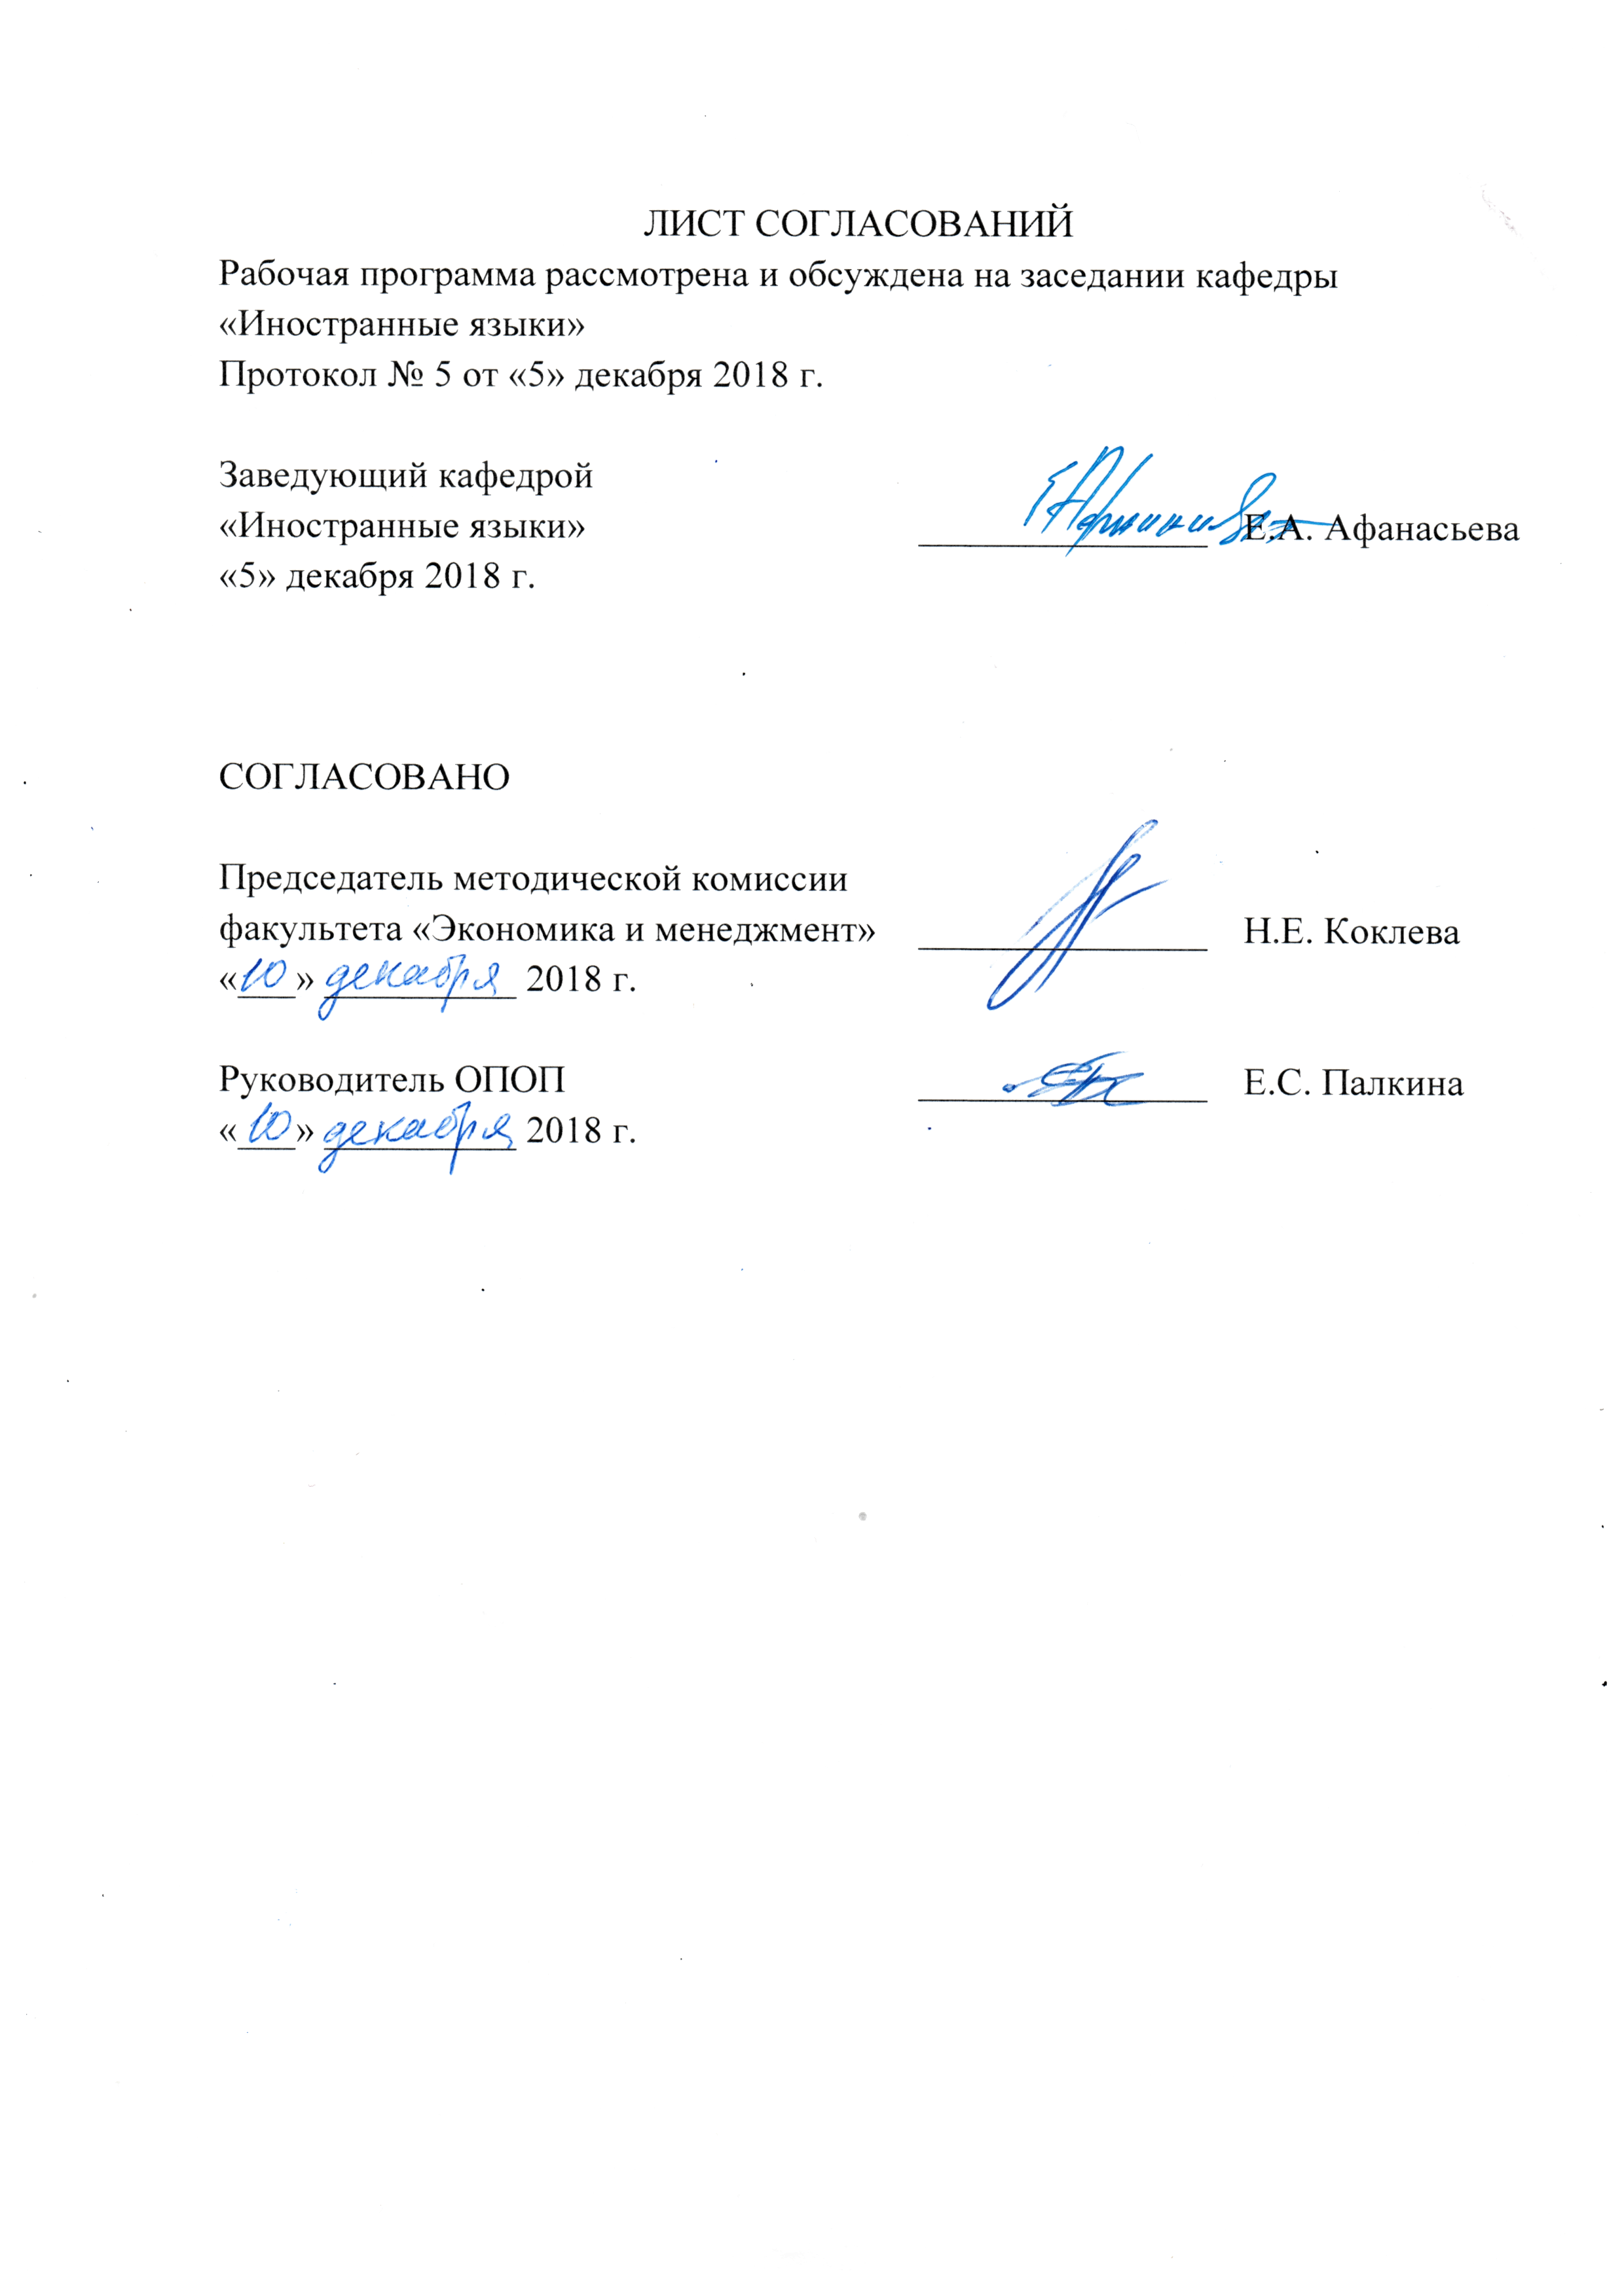 ЛИСТ СОГЛАСОВАНИЙ
Рабочая программа рассмотрена и обсуждена на заседании кафедры
«Иностранные языки»
Протокол № 5 от «5» декабря 2018 г.
Заведующий кафедрой
«Иностранные языки» Е.А. Афанасьева
«5» декабря 2018 г.
СОГЛАСОВАНО
Председатель методической комиссии
факультета «Экономика и менеджмент» Н.Е. Коклева
«10» декабря 2018 г.
Руководитель ОПОП Е.С. Палкина
«10» декабря 2018 г.